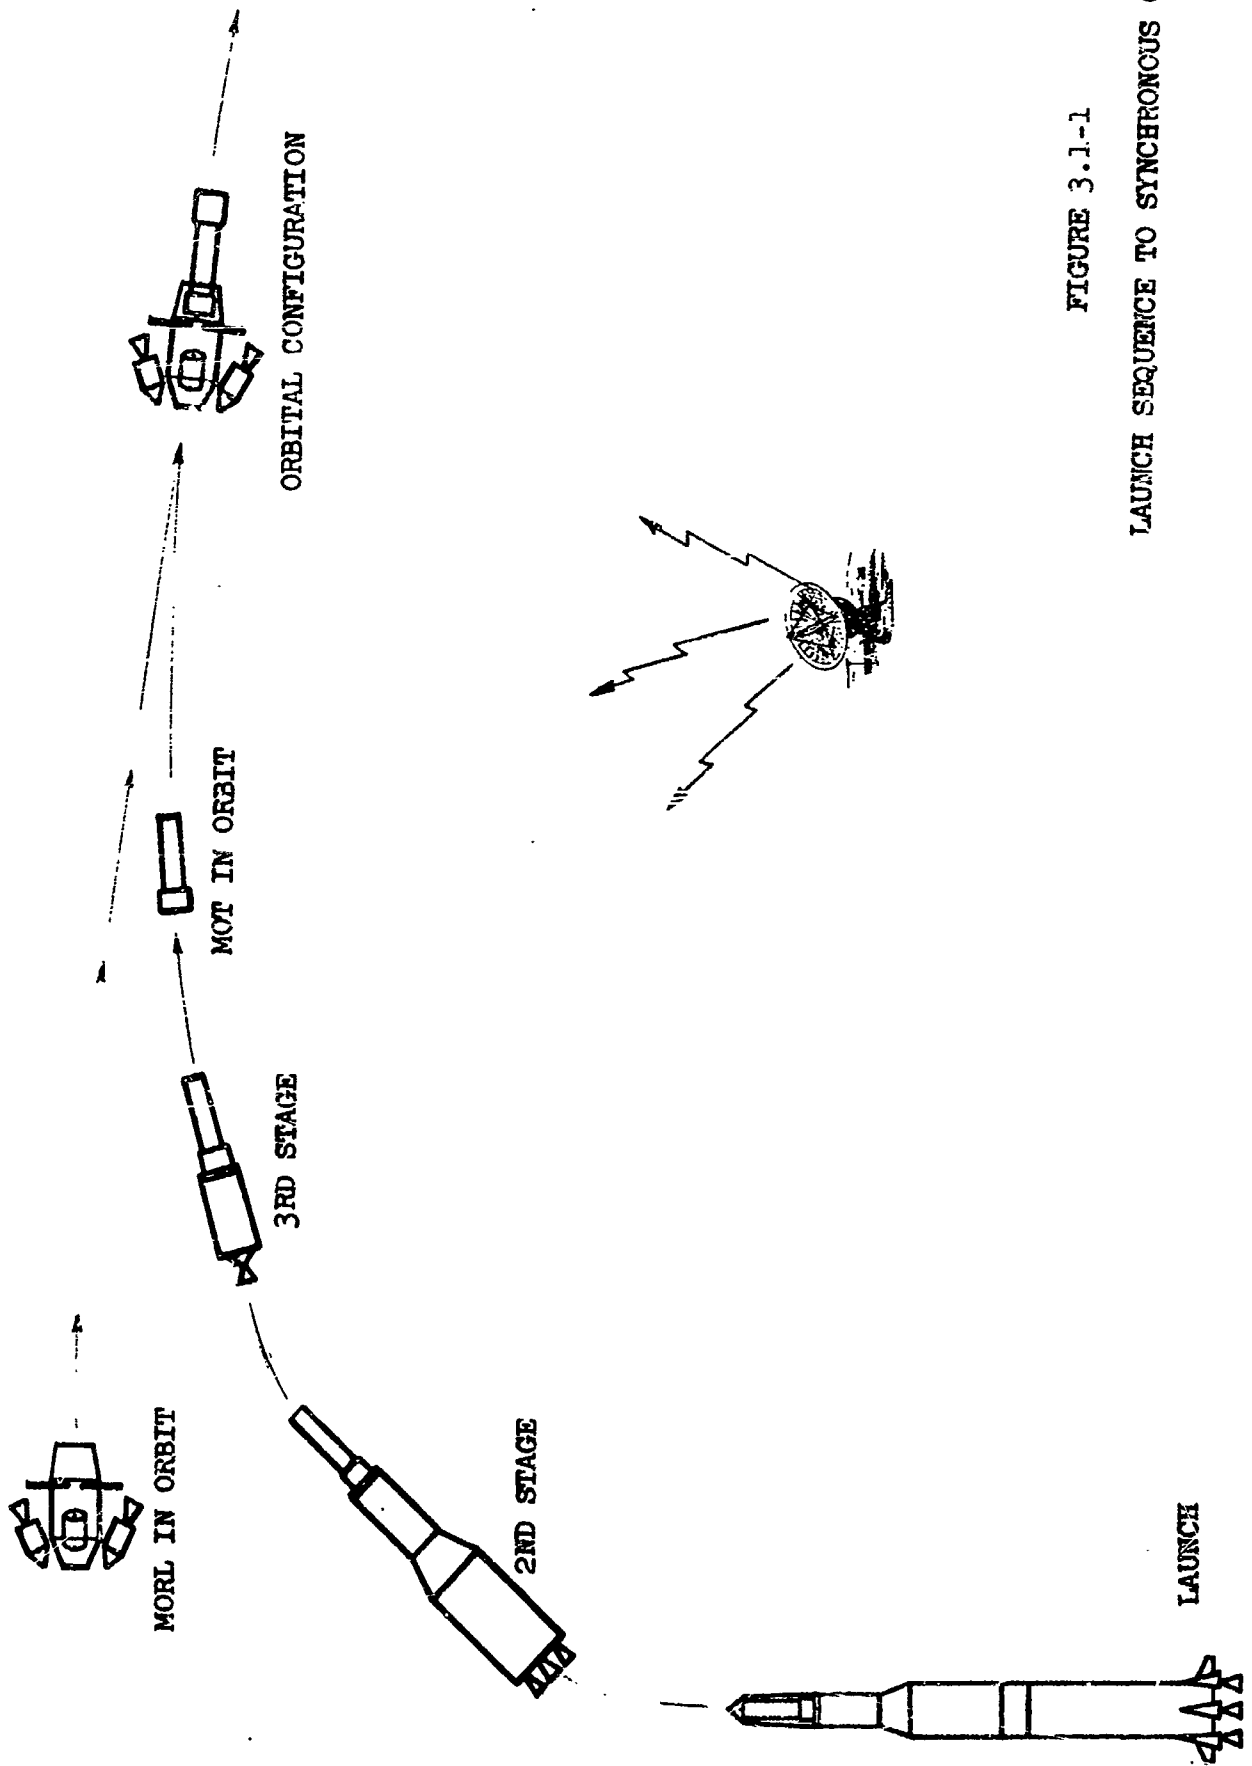 MORL IN ORBIT
ORBITAL CONFIGURATION
MOT IN ORBIT
3RD STAGE
2ND STAGE
LAUNCH
FIGURE 3.1-1
LAUNCH SEQUENCE TO SYNCHRONOUS (